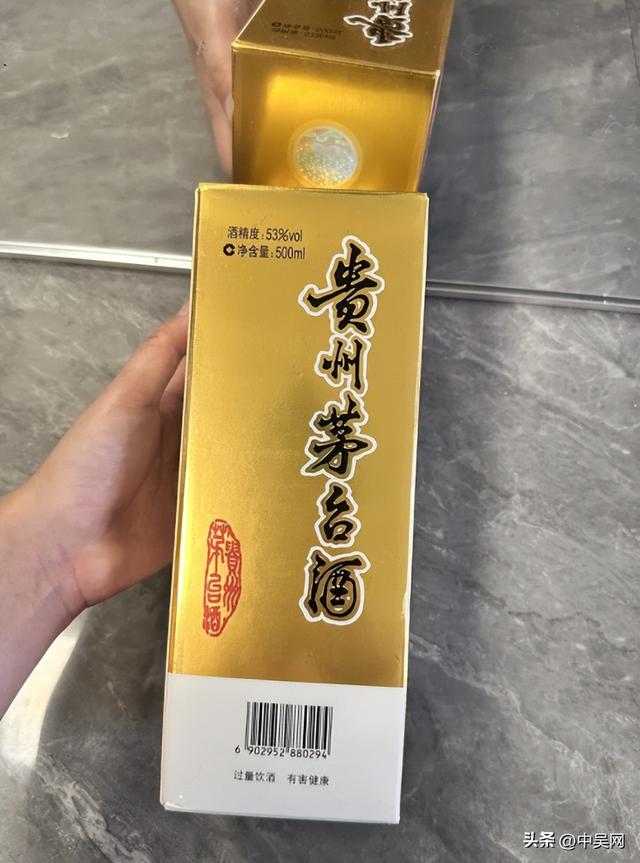 酒精度:53%vol
净含量:500ml
贵州茅台酒
贵州
茅台酒
6 902952 880294
过量饮酒 有害健康
头条 @中吴网